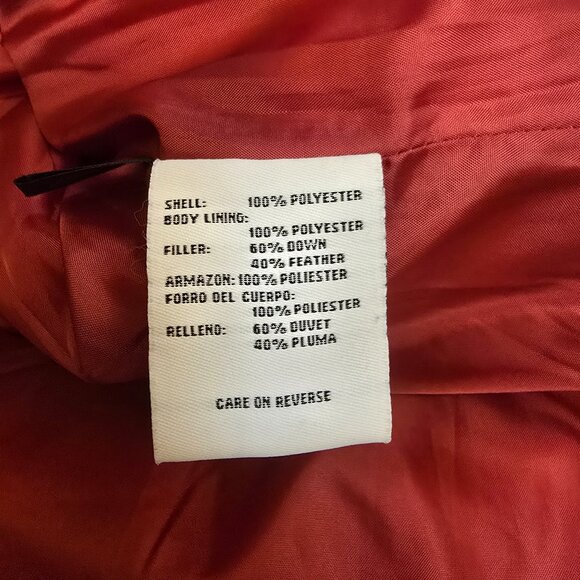 SHELL: 100% POLYESTER
BODY LINING:
100% POLYESTER
FILLER: 60% DOWN
40% FEATHER
ARMAZON: 100% POLIESTER
FORRO DEL CUERPO:
100% POLIESTER
RELLENO: 60% DUVET
40% PLUMA
CARE ON REVERSE